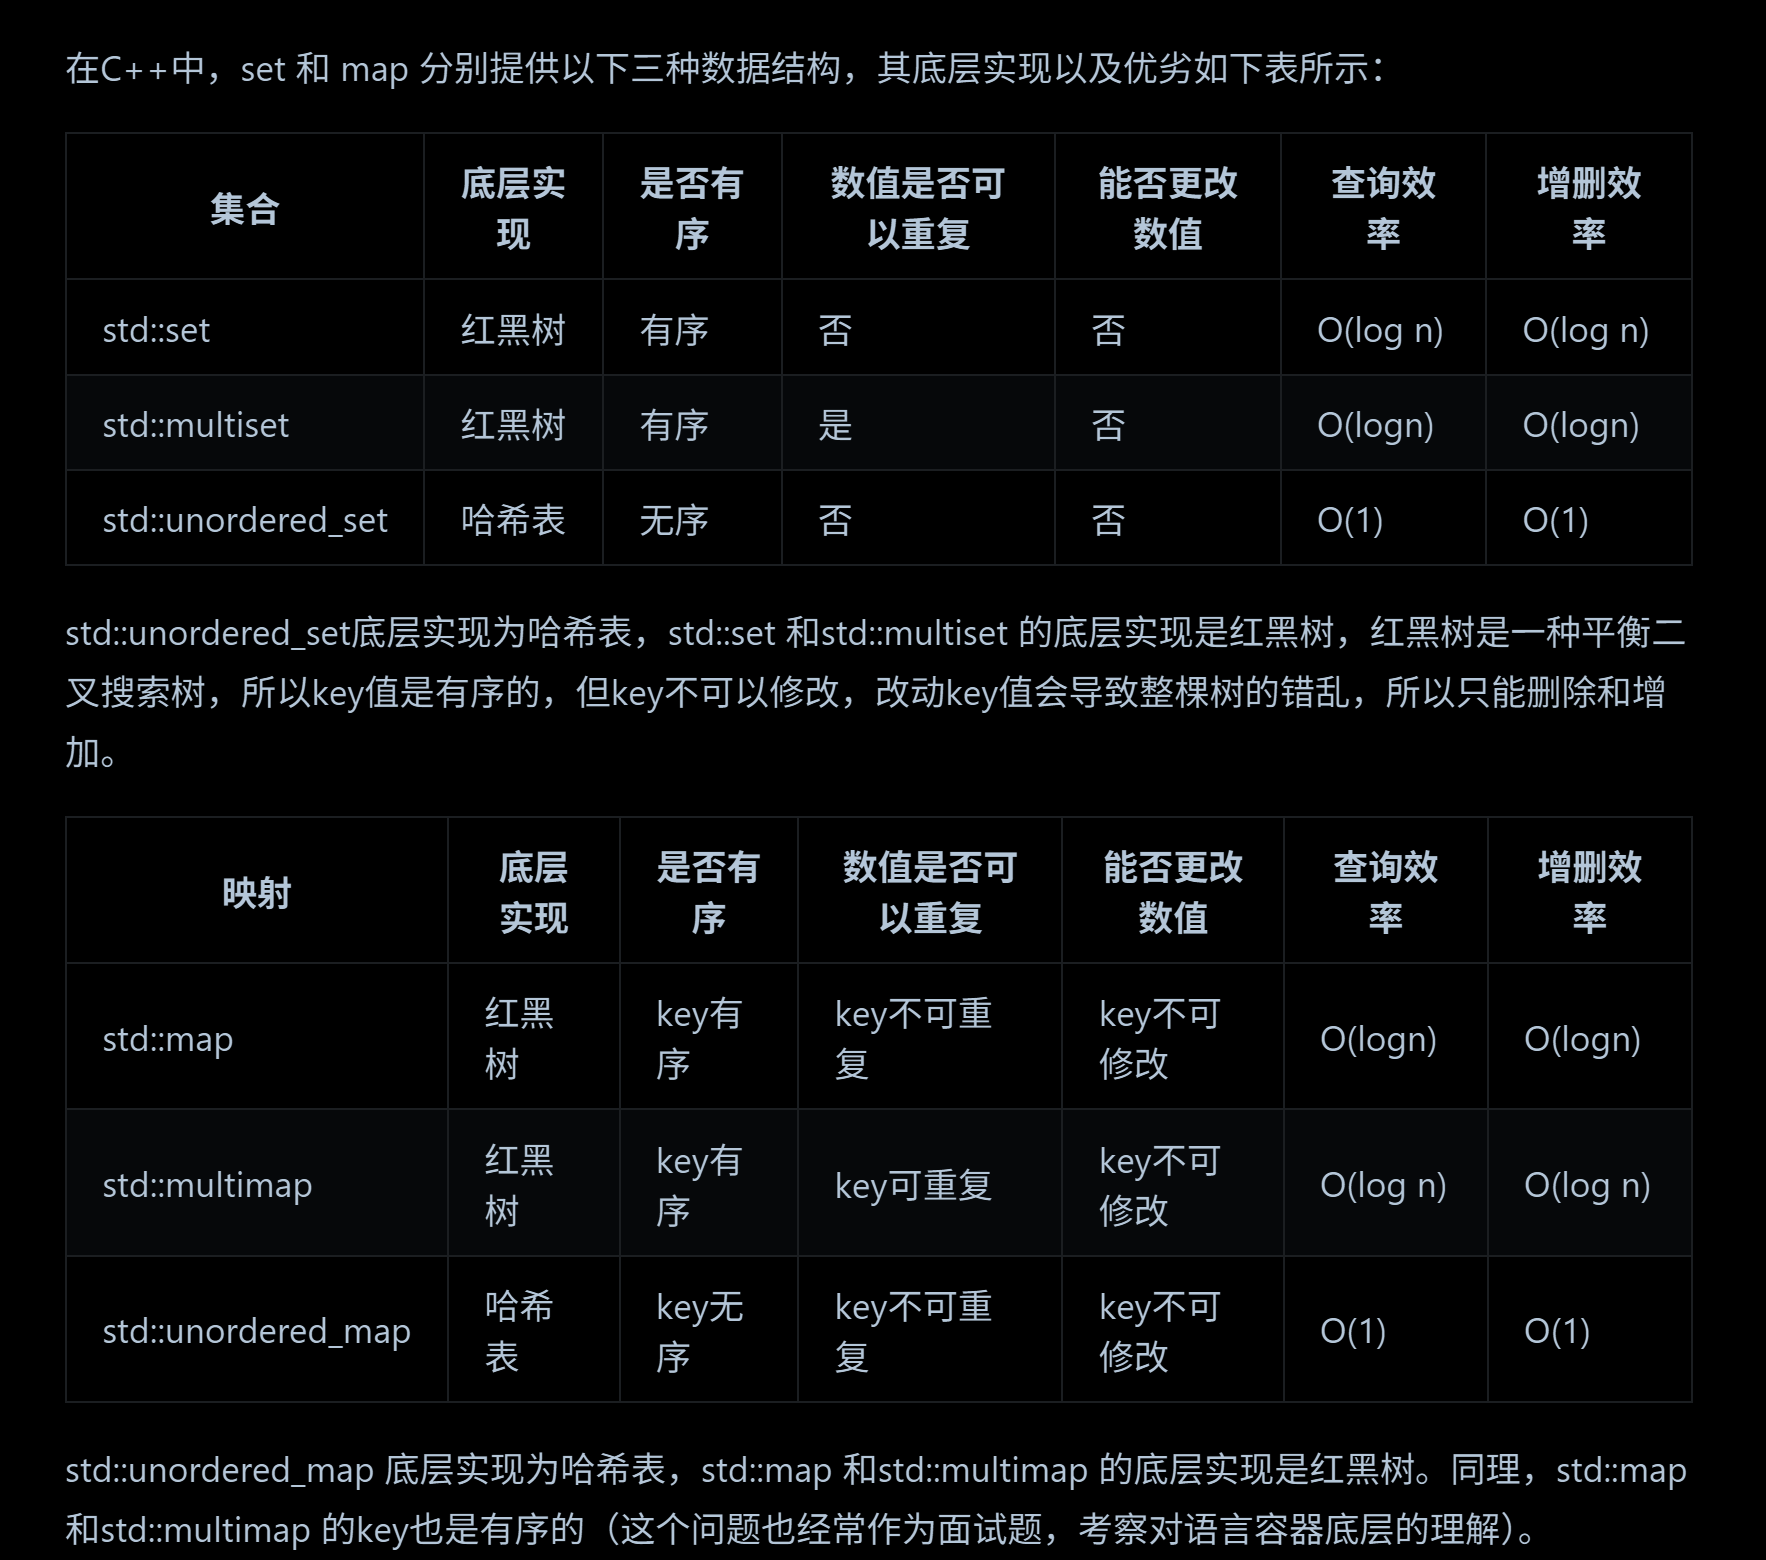 在C++中，set 和 map 分别提供以下三种数据结构，其底层实现以及优劣如下表所示：
集合 底层实现 是否有序 数值是否可以重复 能否更改数值 查询效率 增删效率
std::set 红黑树 有序 否 否 O(log n) O(log n)
std::multiset 红黑树 有序 是 否 O(logn) O(logn)
std::unordered_set 哈希表 无序 否 否 O(1) O(1)
std::unordered_set底层实现为哈希表，std::set 和std::multiset 的底层实现是红黑树，红黑树是一种平衡二
叉搜索树，所以key值是有序的，但key不可以修改，改动key值会导致整棵树的错乱，所以只能删除和增
加。
映射 底层实现 是否有序 数值是否可以重复 能否更改数值 查询效率 增删效率
std::map 红黑树 key有序 key不可重复 key不可修改 O(logn) O(logn)
std::multimap 红黑树 key有序 key可重复 key不可修改 O(log n) O(log n)
std::unordered_map 哈希表 key无序 key不可重复 key不可修改 O(1) O(1)
std::unordered_map 底层实现为哈希表，std::map 和std::multimap 的底层实现是红黑树。同理，std::map
和std::multimap 的key也是有序的（这个问题也经常作为面试题，考察对语言容器底层的理解）。